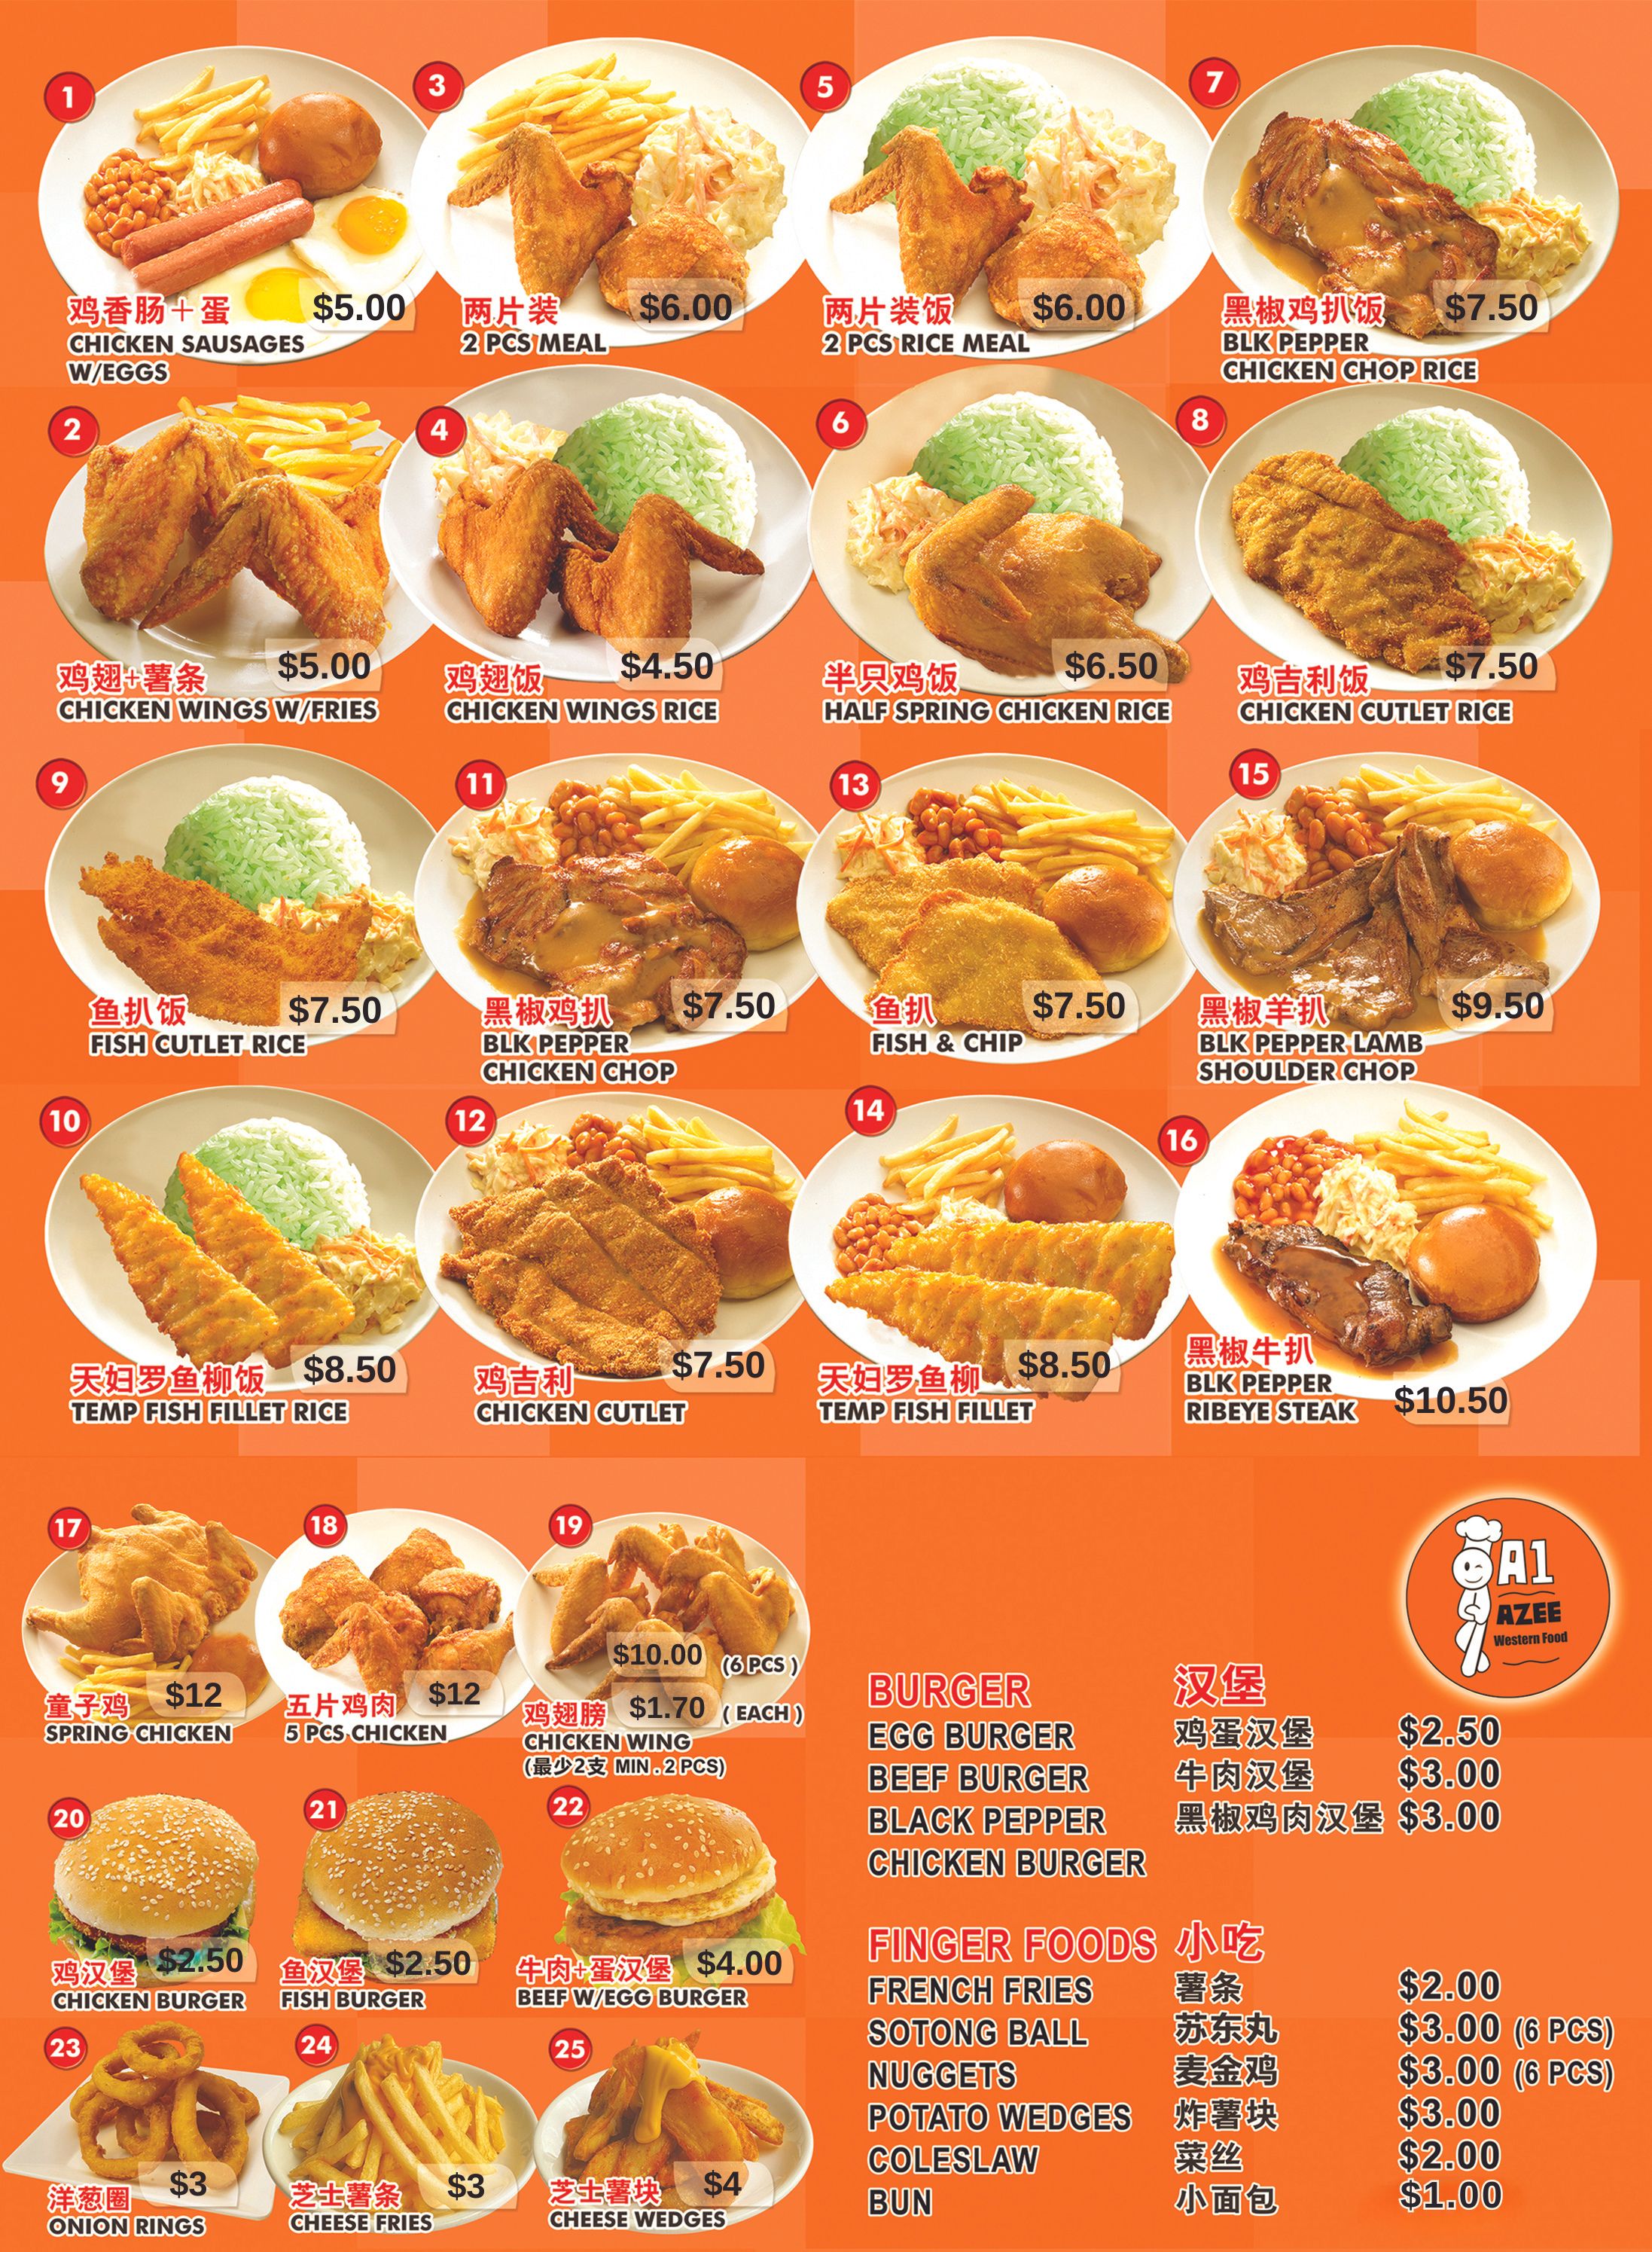 1
鸡香肠＋蛋 $5.00
CHICKEN SAUSAGES
W/EGGS
3
两片装 $6.00
2 PCS MEAL
5
两片装饭 $6.00
2 PCS RICE MEAL
7
黑椒鸡扒饭 $7.50
BLK PEPPER
CHICKEN CHOP RICE
2
鸡翅+薯条 $5.00
CHICKEN WINGS W/FRIES
4
鸡翅饭 $4.50
CHICKEN WINGS RICE
6
半只鸡饭 $6.50
HALF SPRING CHICKEN RICE
8
鸡吉利饭 $7.50
CHICKEN CUTLET RICE
9
鱼扒饭 $7.50
FISH CUTLET RICE
11
黑椒鸡扒 $7.50
BLK PEPPER
CHICKEN CHOP
13
鱼扒 $7.50
FISH & CHIP
15
黑椒羊扒 $9.50
BLK PEPPER LAMB
SHOULDER CHOP
10
天妇罗鱼柳饭 $8.50
TEMP FISH FILLET RICE
12
鸡吉利 $7.50
CHICKEN CUTLET
14
天妇罗鱼柳 $8.50
TEMP FISH FILLET
16
黑椒牛扒
BLK PEPPER
RIBEYE STEAK $10.50
17
童子鸡 $12
SPRING CHICKEN
18
五片鸡肉 $12
5 PCS CHICKEN
19
$10.00 (6 PCS )
鸡翅膀 $1.70 ( EACH )
CHICKEN WING
(最少2支 MIN . 2 PCS)
20
鸡汉堡 $2.50
CHICKEN BURGER
21
鱼汉堡 $2.50
FISH BURGER
22
牛肉+蛋汉堡 $4.00
BEEF W/EGG BURGER
23
洋葱圈 $3
ONION RINGS
24
芝士薯条 $3
CHEESE FRIES
25
芝士薯块 $4
CHEESE WEDGES
A1
AZEE
Western Food
BURGER 汉堡
EGG BURGER 鸡蛋汉堡 $2.50
BEEF BURGER 牛肉汉堡 $3.00
BLACK PEPPER 黑椒鸡肉汉堡 $3.00
CHICKEN BURGER
FINGER FOODS 小吃
FRENCH FRIES 薯条 $2.00
SOTONG BALL 苏东丸 $3.00 (6 PCS)
NUGGETS 麦金鸡 $3.00 (6 PCS)
POTATO WEDGES 炸薯块 $3.00
COLESLAW 菜丝 $2.00
BUN 小面包 $1.00